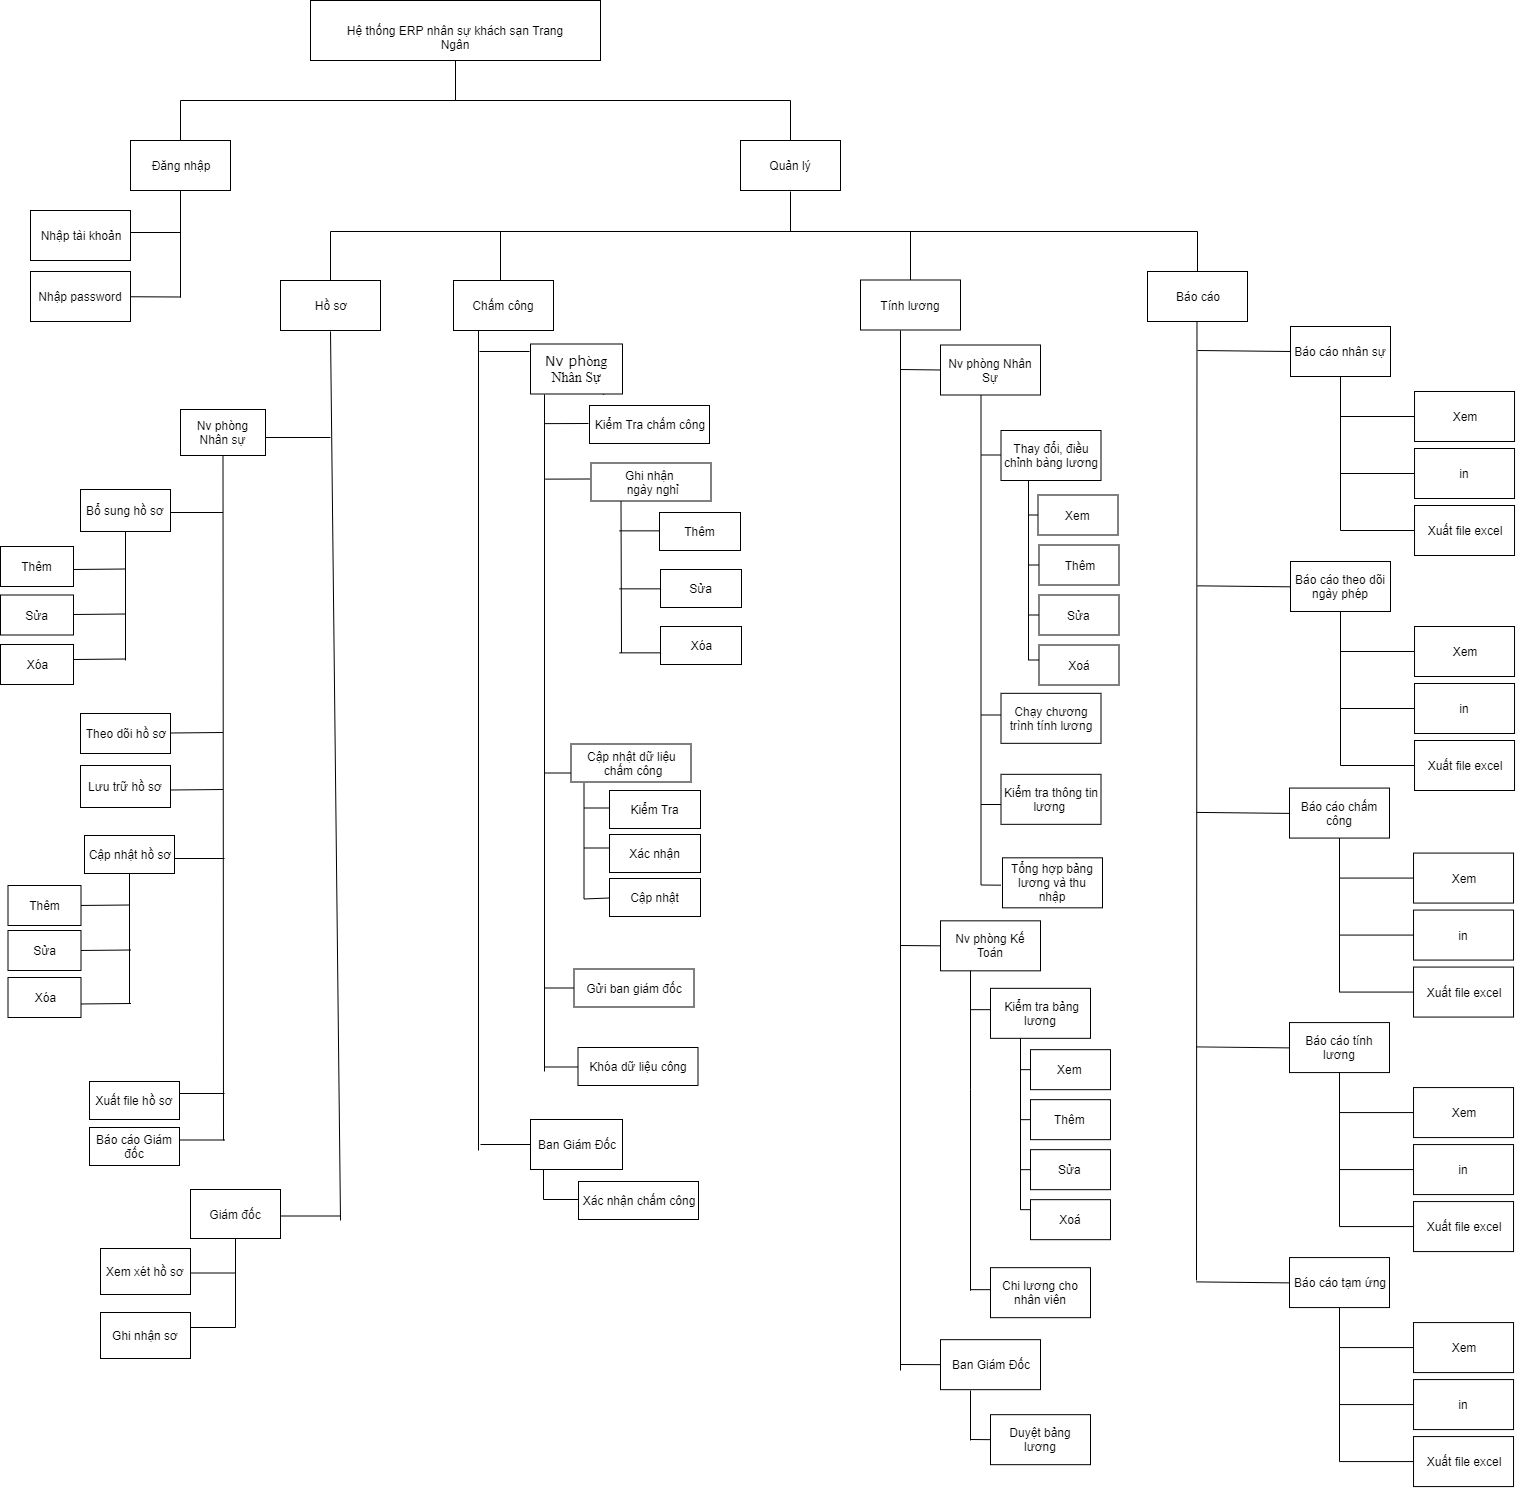 Hệ thống ERP nhân sự khách sạn Trang
Ngân
Đăng nhập
Nhập tài khoản
Nhập password
Quản lý
Hồ sơ
Nv phòng
Nhân sự
Bổ sung hồ sơ
Thêm
Sửa
Xóa
Theo dõi hồ sơ
Lưu trữ hồ sơ
Cập nhật hồ sơ
Thêm
Sửa
Xóa
Xuất file hồ sơ
Báo cáo Giám
đốc
Giám đốc
Xem xét hồ sơ
Ghi nhận sơ
Chấm công
Nv phòng
Nhân Sự
Kiểm Tra chấm công
Ghi nhận
ngày nghỉ
Thêm
Sửa
Xóa
Cập nhật dữ liệu
chấm công
Kiểm Tra
Xác nhận
Cập nhật
Gửi ban giám đốc
Khóa dữ liệu công
Ban Giám Đốc
Xác nhận chấm công
Tính lương
Nv phòng Nhân
Sự
Thay đổi, điều
chỉnh bảng lương
Xem
Thêm
Sửa
Xoá
Chạy chương
trình tính lương
Kiểm tra thông tin
lương
Tổng hợp bảng
lương và thu
nhập
Nv phòng Kế
Toán
Kiểm tra bảng
lương
Xem
Thêm
Sửa
Xoá
Chi lương cho
nhân viên
Ban Giám Đốc
Duyệt bảng
lương
Báo cáo
Báo cáo nhân sự
Xem
in
Xuất file excel
Báo cáo theo dõi
ngày phép
Xem
in
Xuất file excel
Báo cáo chấm
công
Xem
in
Xuất file excel
Báo cáo tính
lương
Xem
in
Xuất file excel
Báo cáo tạm ứng
Xem
in
Xuất file excel